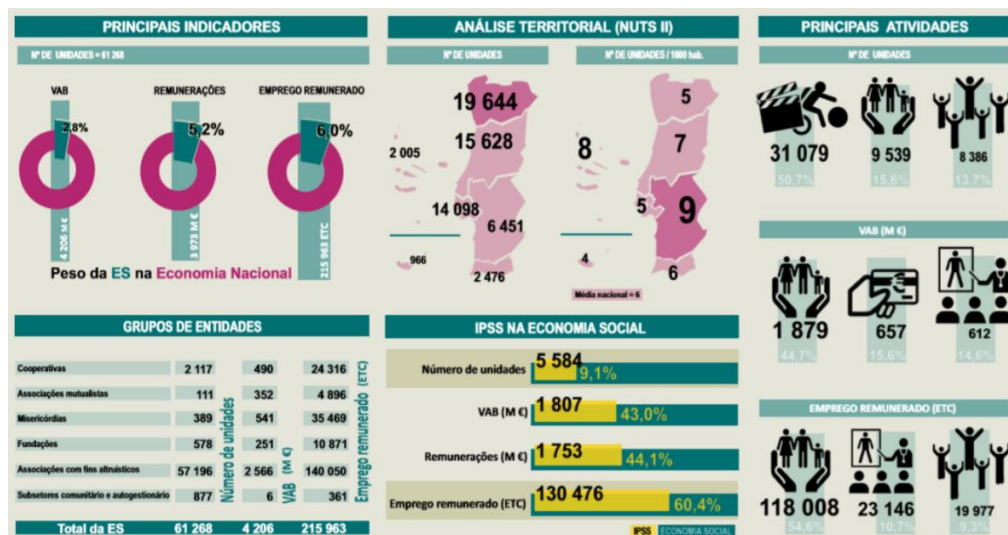 PRINCIPAIS INDICADORES
Nº DE UNIDADES = 61 268
VAB
REMUNERAÇÕES
EMPREGO REMUNERADO
2,8%
5,2%
6,0%
4 206 M €
3 973 M €
215 963 ETC
Peso da ES na Economia Nacional
ANÁLISE TERRITORIAL (NUTS II)
Nº DE UNIDADES
19 644
15 628
2 005
14 098
6 451
966
2 476
Nº DE UNIDADES / 1000 hab.
5
7
8
5
9
4
6
Média nacional = 6
PRINCIPAIS ATIVIDADES
Nº DE UNIDADES
31 079
9 539
8 386
50,7%
15,6%
13,7%
VAB (M €)
1 879
657
612
44,7%
15,6%
14,6%
EMPREGO REMUNERADO (ETC)
118 008
23 146
19 977
54,6%
10,7%
9,3%
GRUPOS DE ENTIDADES
Cooperativas 2 117 490 24 316
Associações mutualistas 111 352 4 896
Misericórdias 389 541 35 469
Fundações 578 251 10 871
Associações com fins altruísticos 57 196 2 566 140 050
Subsetores comunitário e autogestionário 877 6 361
Número de unidades
VAB (M €)
Emprego remunerado (ETC)
Total da ES 61 268 4 206 215 963
IPSS NA ECONOMIA SOCIAL
Número de unidades 5 584 9,1%
VAB (M €) 1 807 43,0%
Remunerações (M €) 1 753 44,1%
Emprego remunerado (ETC) 130 476 60,4%
IPSS ECONOMIA SOCIAL